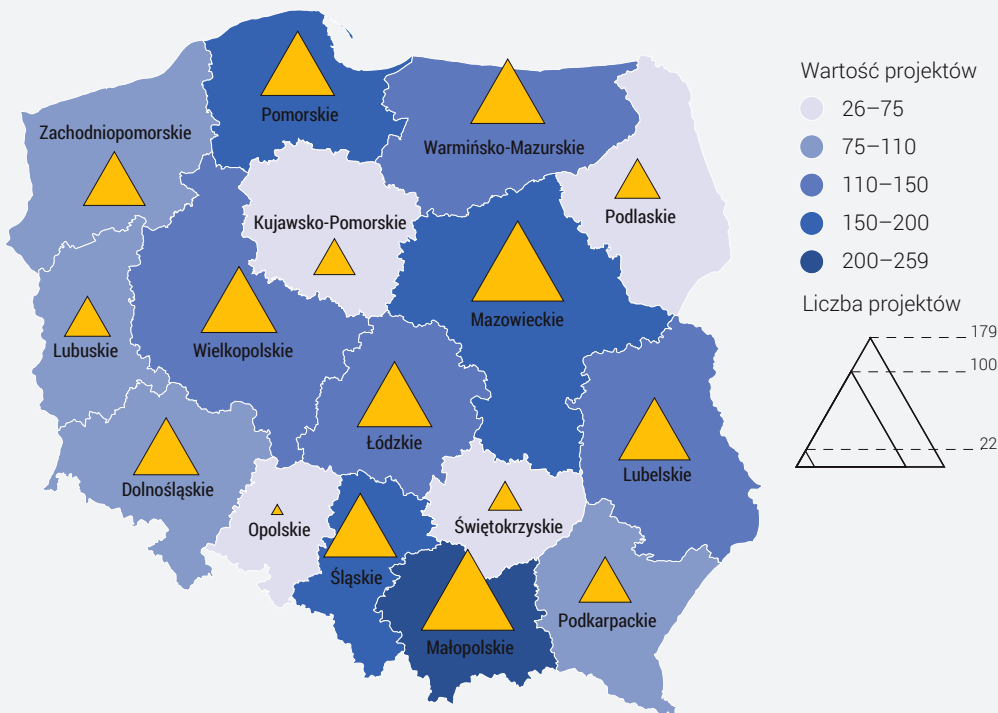 Wartość projektów
26–75
75–110
110–150
150–200
200–259
Liczba projektów
179
100
22
Pomorskie
Zachodniopomorskie
Warmińsko-Mazurskie
Podlaskie
Kujawsko-Pomorskie
Mazowieckie
Lubuskie
Wielkopolskie
Łódzkie
Lubelskie
Dolnośląskie
Opolskie
Świętokrzyskie
Śląskie
Podkarpackie
Małopolskie